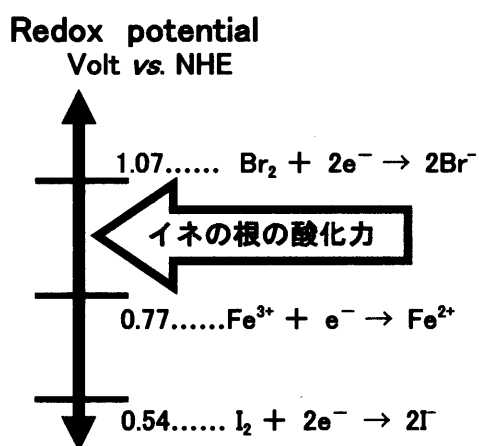 Redox potential
Volt vs. NHE
1.07...... Br₂ + 2e⁻ → 2Br⁻
イネの根の酸化力
0.77......Fe³⁺ + e⁻ → Fe²⁺
0.54...... I₂ + 2e⁻ → 2I⁻